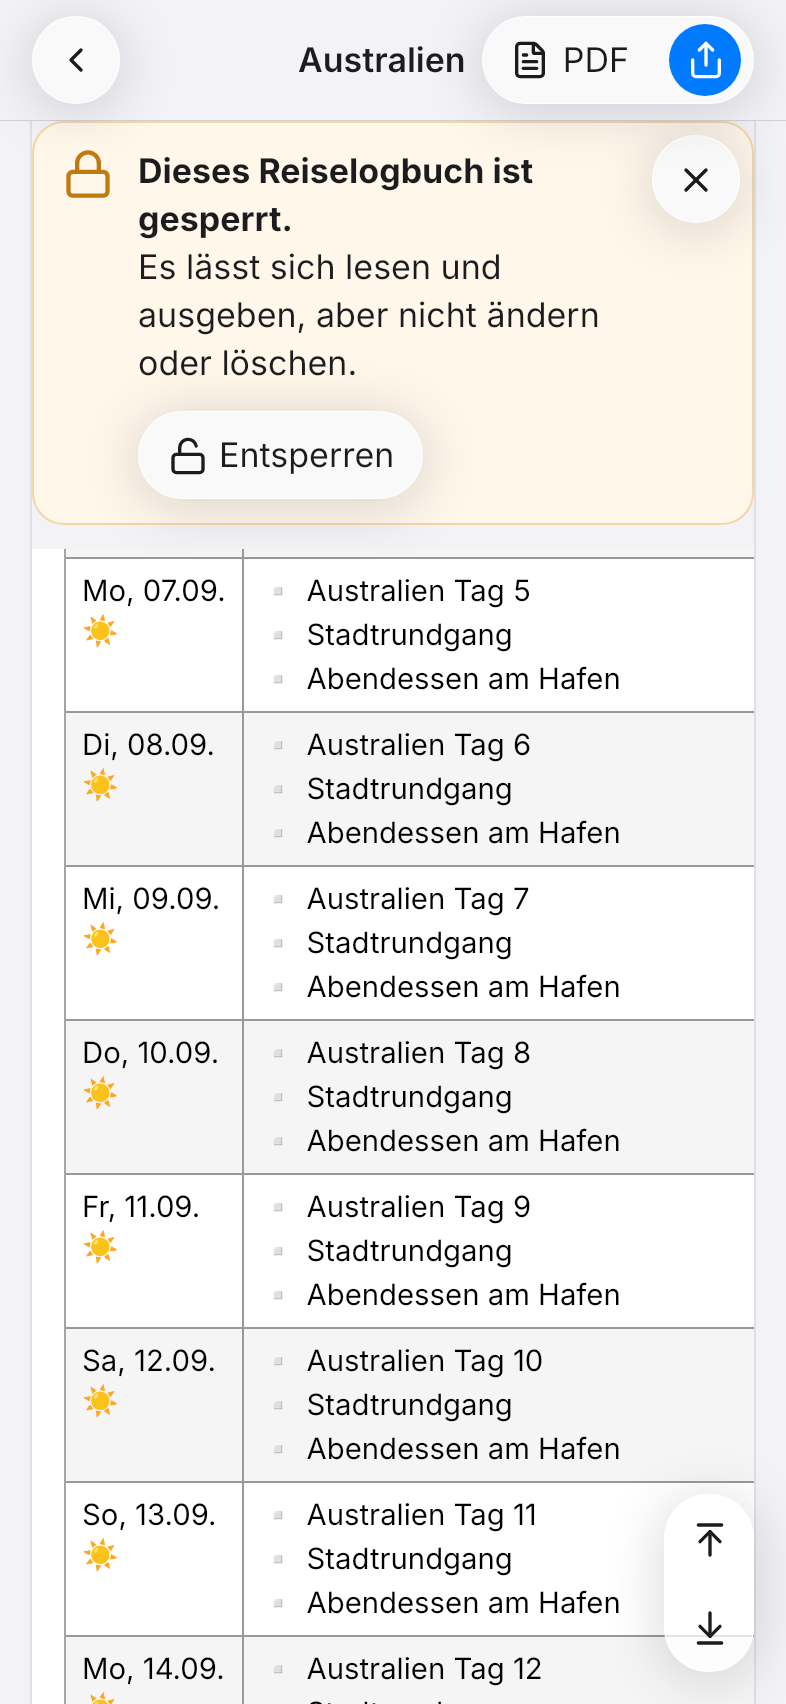 Australien
PDF
Dieses Reiselogbuch ist
gesperrt.
Es lässt sich lesen und
ausgeben, aber nicht ändern
oder löschen.
Entsperren
Mo, 07.09.
Australien Tag 5
Stadtrundgang
Abendessen am Hafen
Di, 08.09.
Australien Tag 6
Stadtrundgang
Abendessen am Hafen
Mi, 09.09.
Australien Tag 7
Stadtrundgang
Abendessen am Hafen
Do, 10.09.
Australien Tag 8
Stadtrundgang
Abendessen am Hafen
Fr, 11.09.
Australien Tag 9
Stadtrundgang
Abendessen am Hafen
Sa, 12.09.
Australien Tag 10
Stadtrundgang
Abendessen am Hafen
So, 13.09.
Australien Tag 11
Stadtrundgang
Abendessen am Hafen
Mo, 14.09.
Australien Tag 12